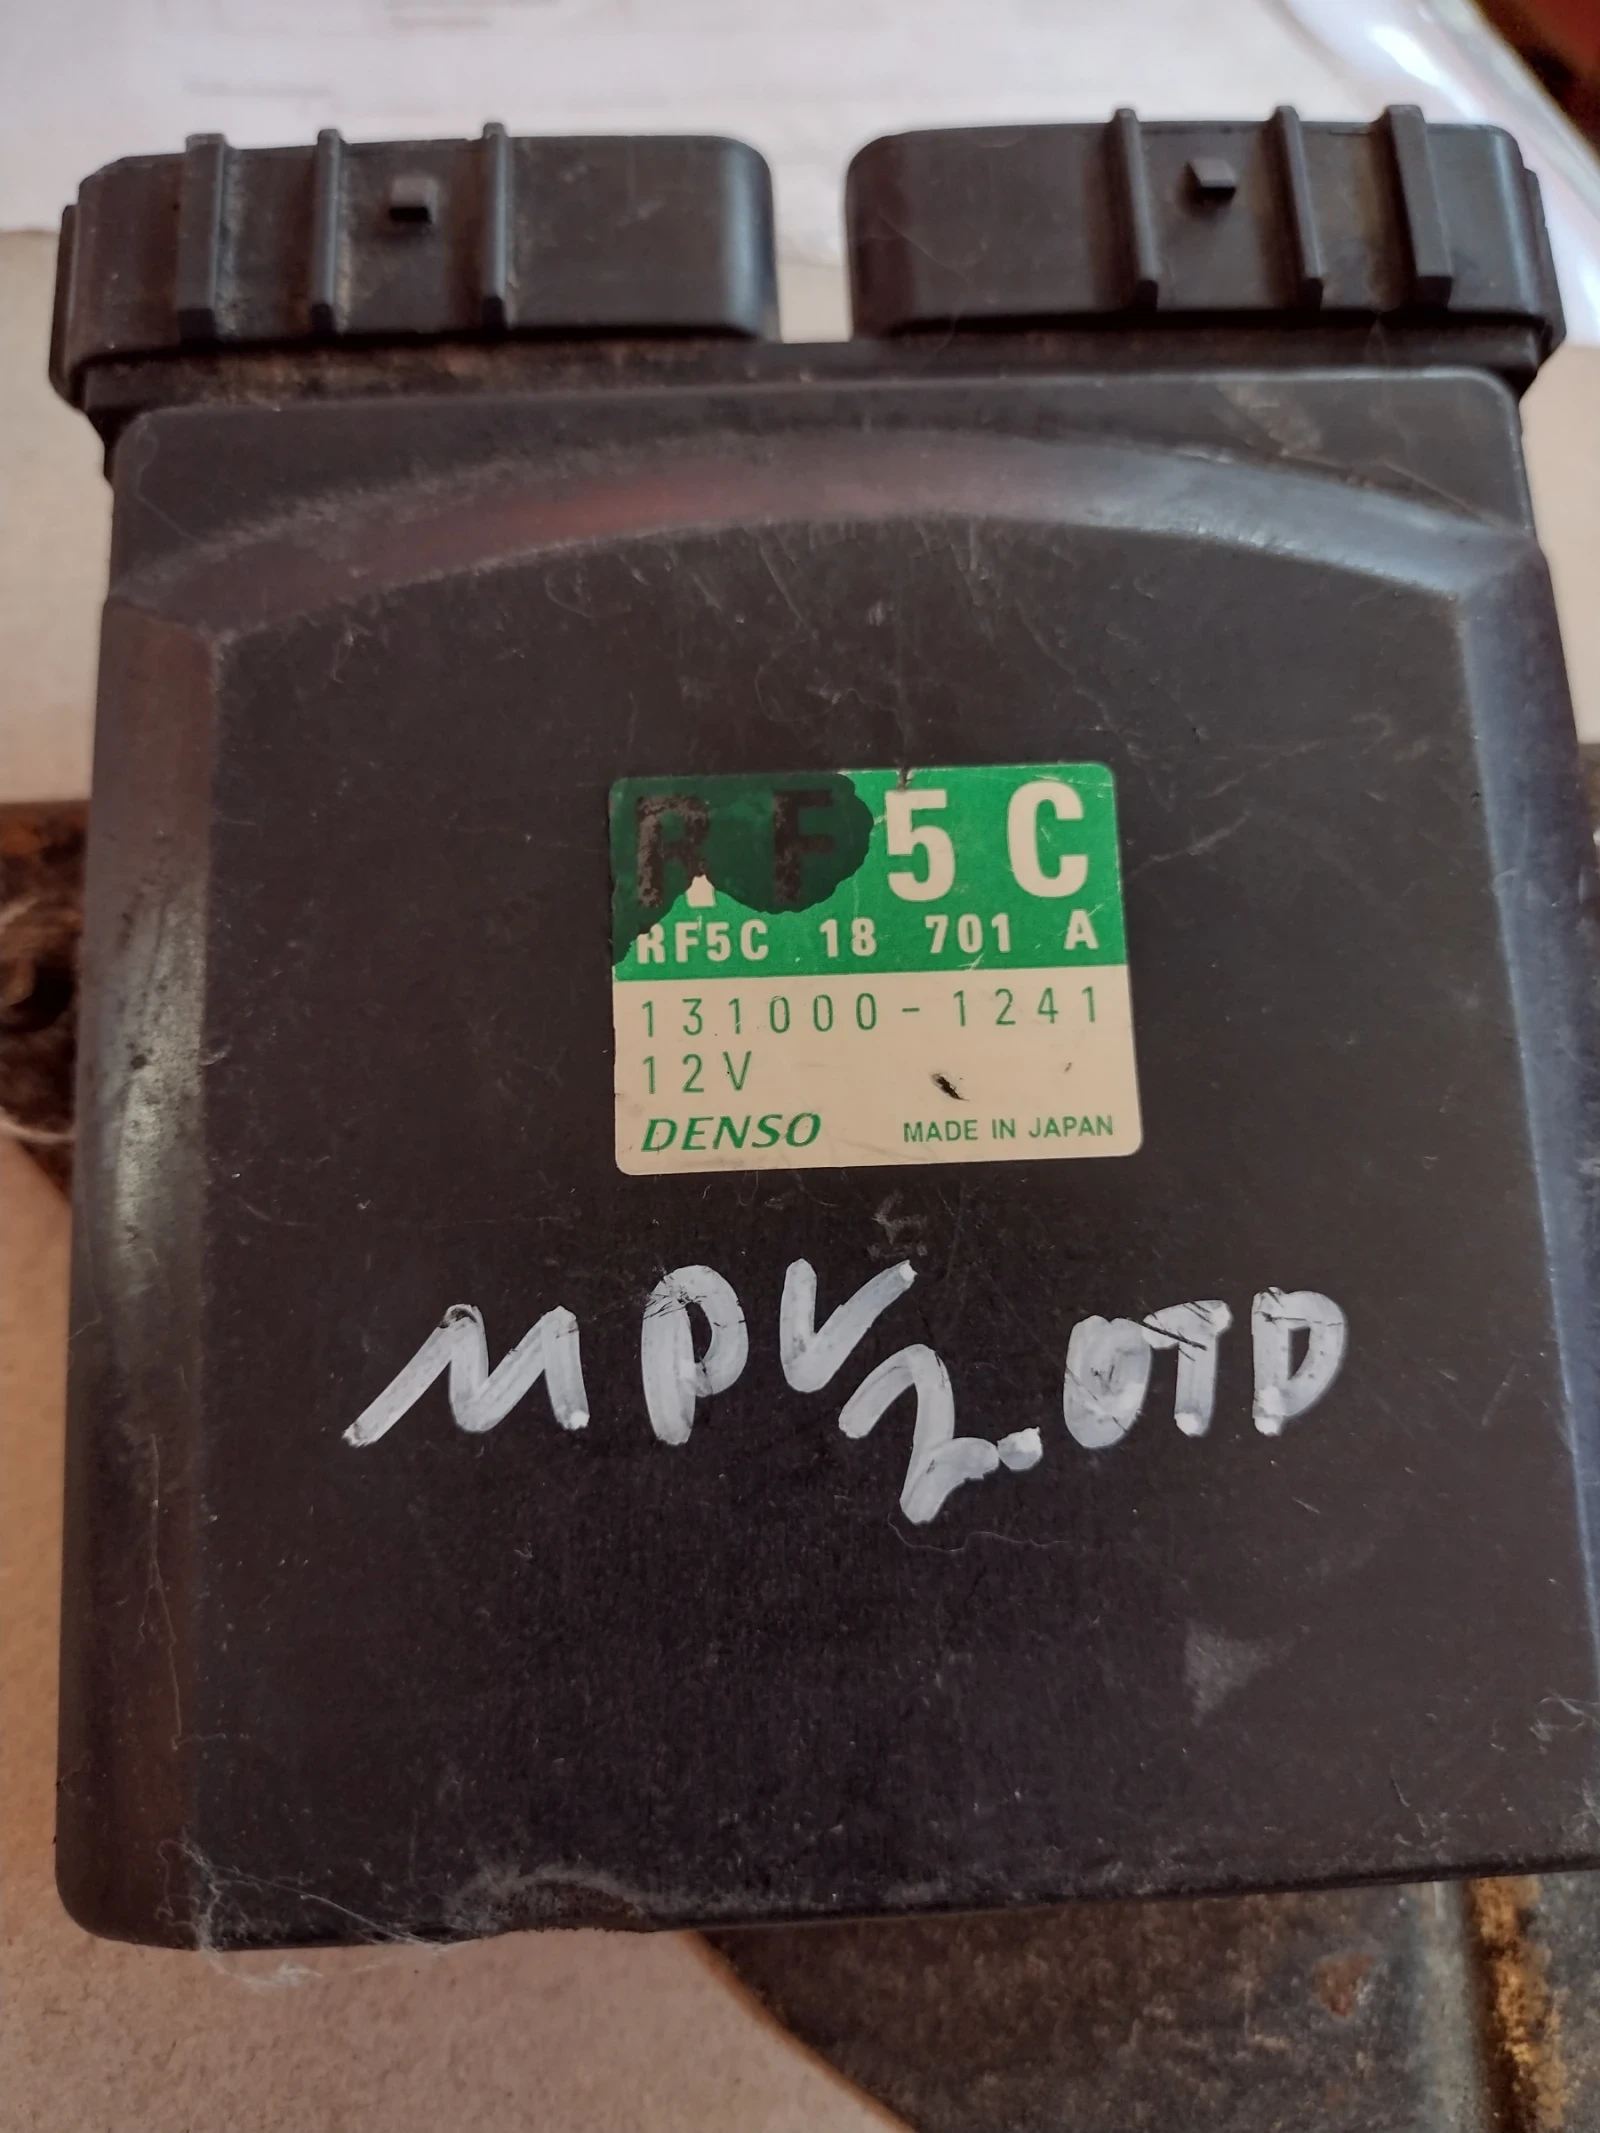 RF5C
RF5C 18 701 A
131000-1241
12V
DENSO MADE IN JAPAN
MPV 2.0TD